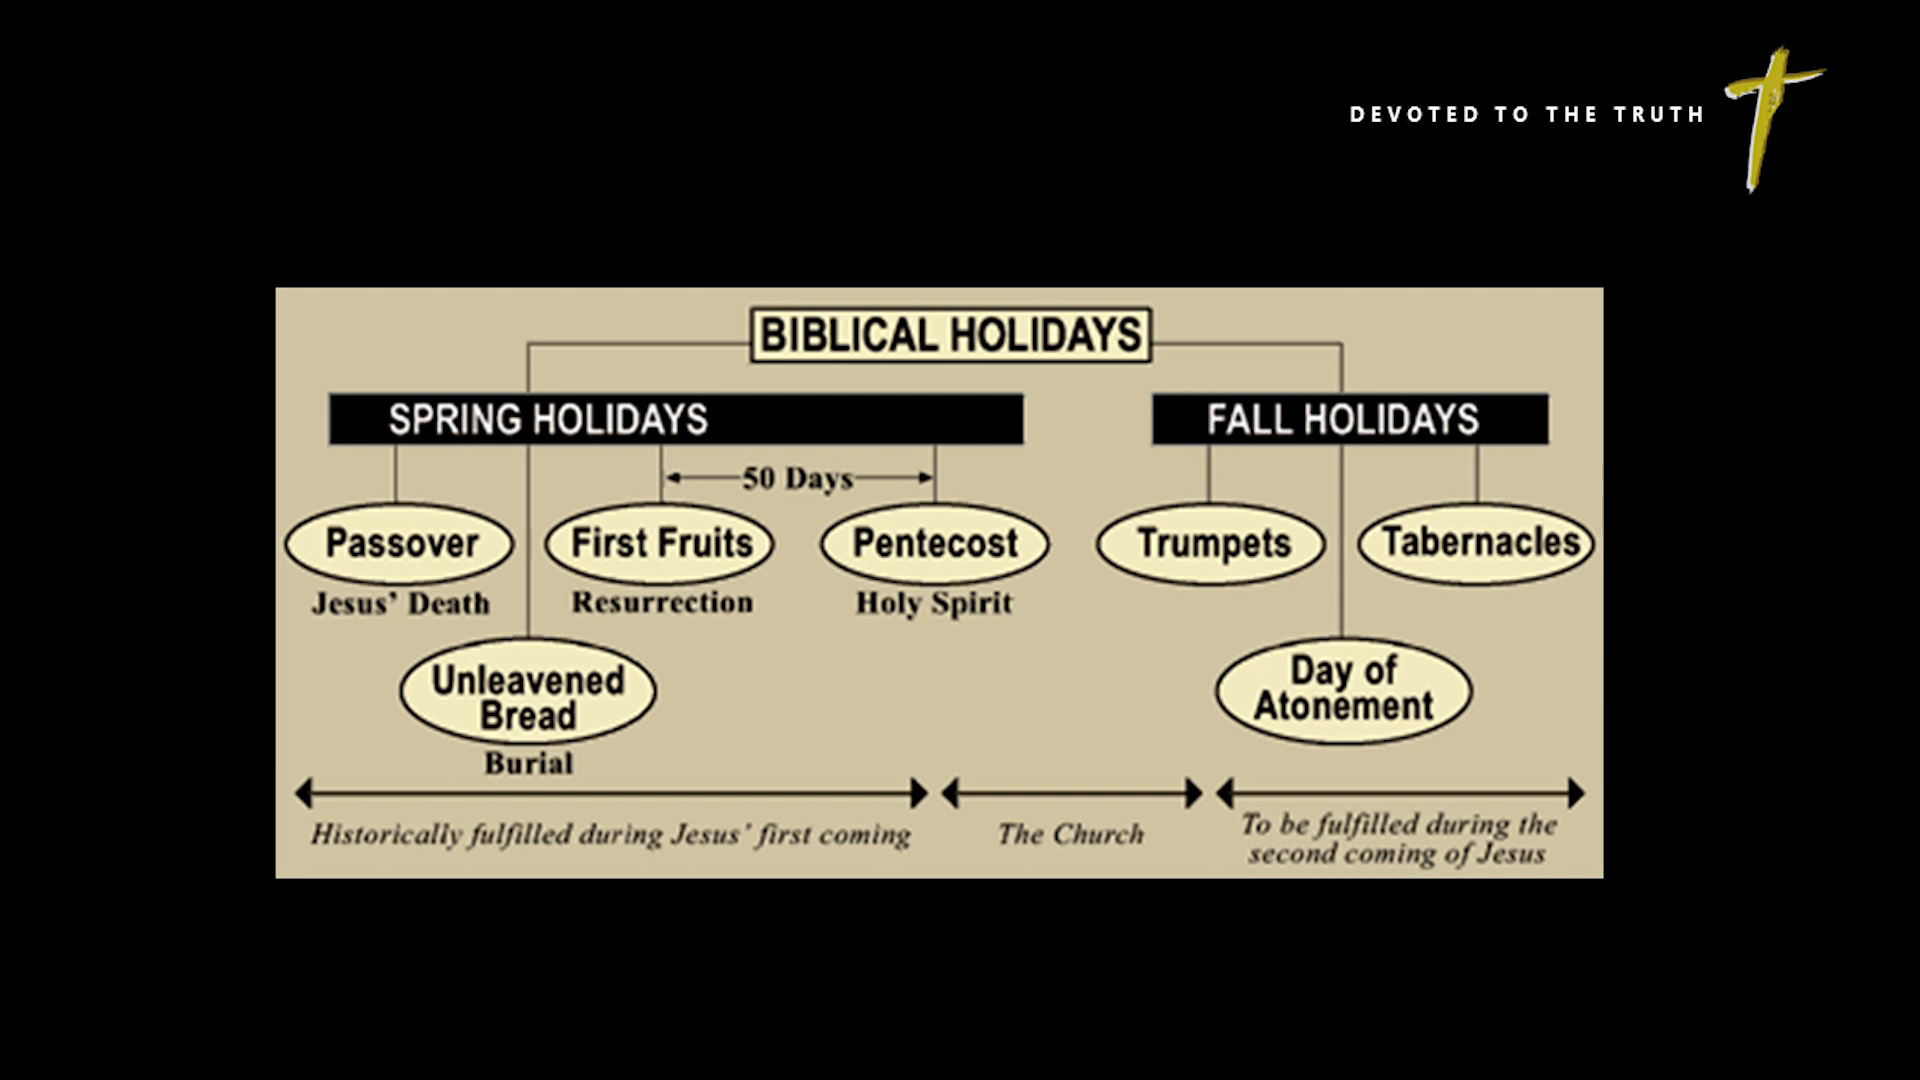 DEVOTED TO THE TRUTH
BIBLICAL HOLIDAYS
SPRING HOLIDAYS
FALL HOLIDAYS
50 Days
Passover
First Fruits
Pentecost
Trumpets
Tabernacles
Jesus’ Death
Resurrection
Holy Spirit
Unleavened
Bread
Day of
Atonement
Burial
Historically fulfilled during Jesus’ first coming
The Church
To be fulfilled during the
second coming of Jesus